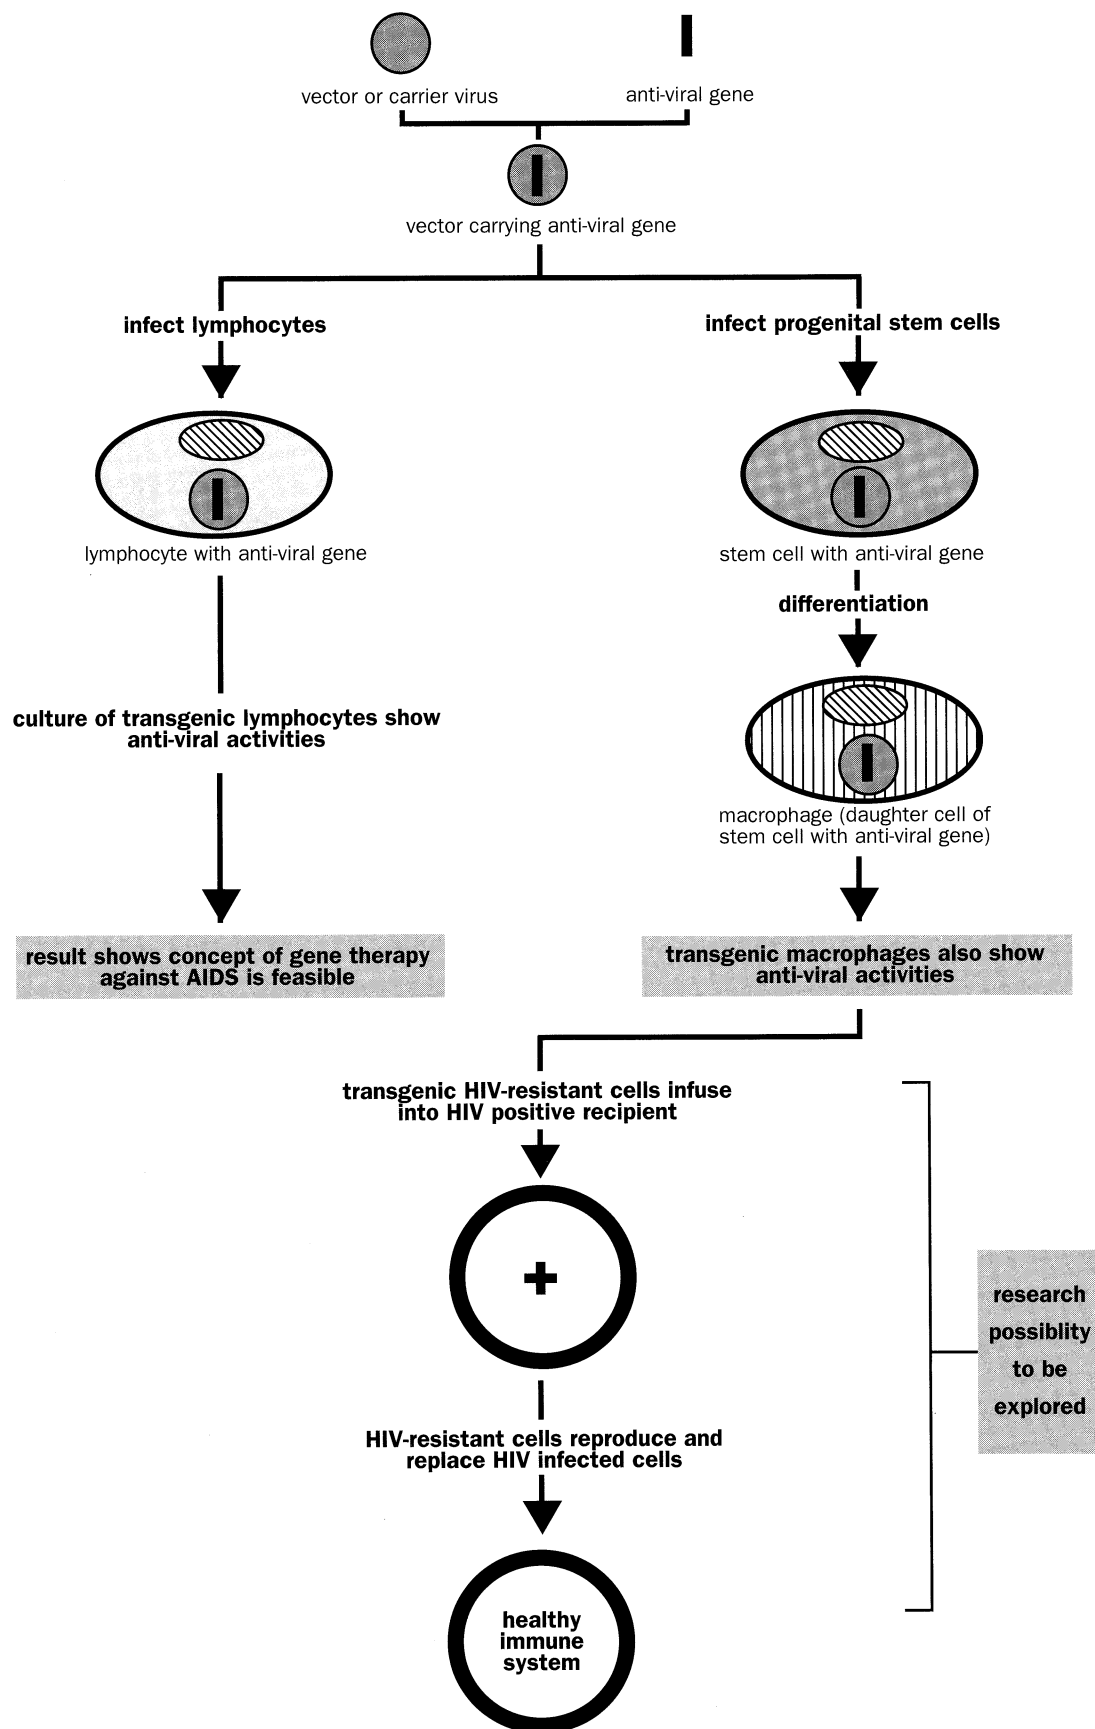 vector or carrier virus
anti-viral gene
vector carrying anti-viral gene
infect lymphocytes
infect progenital stem cells
lymphocyte with anti-viral gene
stem cell with anti-viral gene
differentiation
culture of transgenic lymphocytes show
anti-viral activities
macrophage (daughter cell of
stem cell with anti-viral gene)
result shows concept of gene therapy
against AIDS is feasible
transgenic macrophages also show
anti-viral activities
transgenic HIV-resistant cells infuse
into HIV positive recipient
+
research
possiblity
to be
explored
HIV-resistant cells reproduce and
replace HIV infected cells
healthy
immune
system